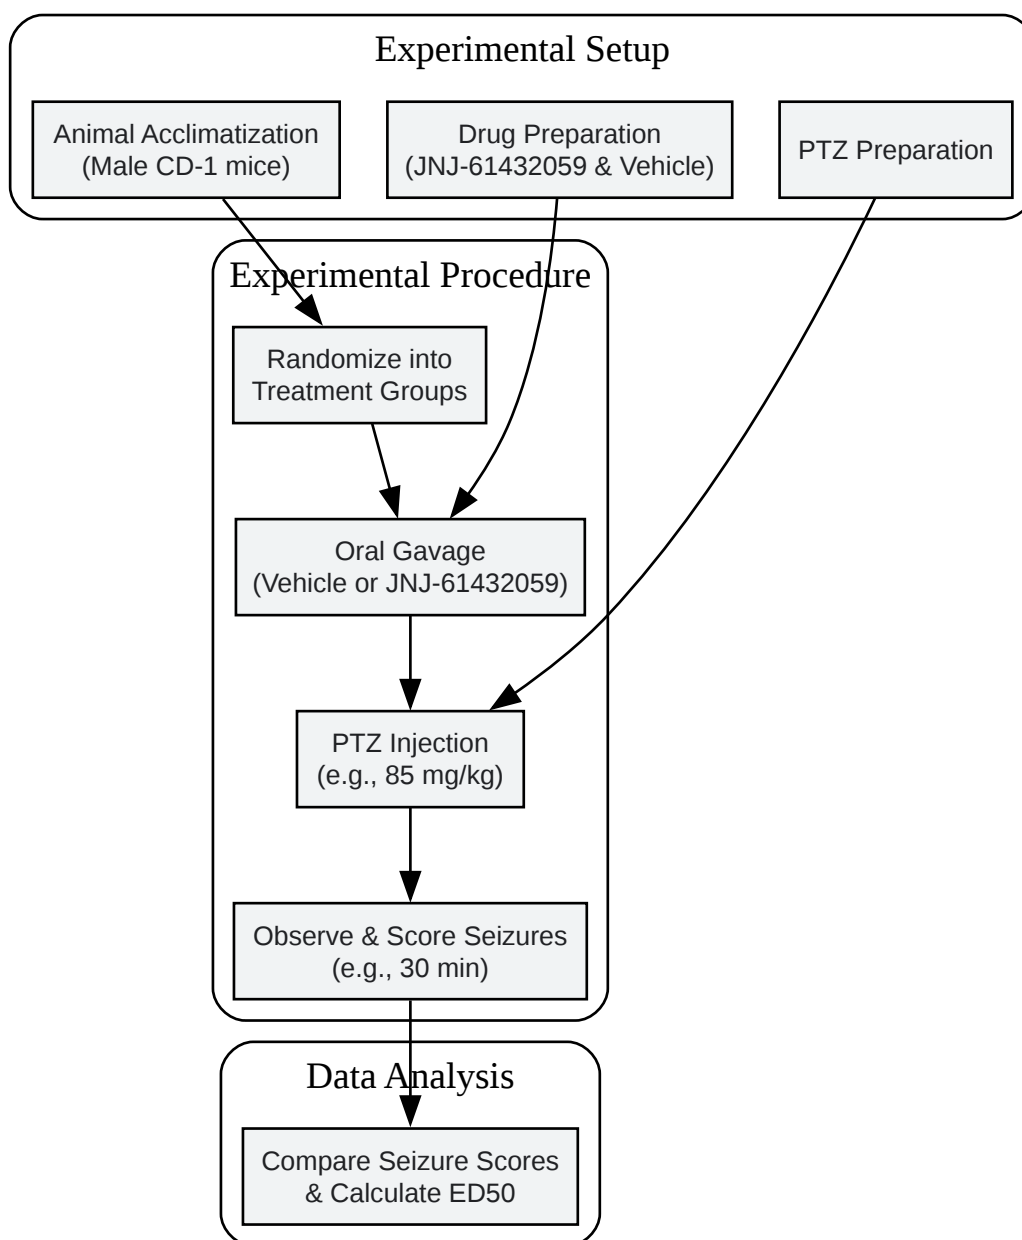 Experimental Setup
Animal Acclimatization
(Male CD-1 mice)
Drug Preparation
(JNJ-61432059 & Vehicle)
PTZ Preparation
Experimental Procedure
Randomize into
Treatment Groups
Oral Gavage
(Vehicle or JNJ-61432059)
PTZ Injection
(e.g., 85 mg/kg)
Observe & Score Seizures
(e.g., 30 min)
Data Analysis
Compare Seizure Scores
& Calculate ED50